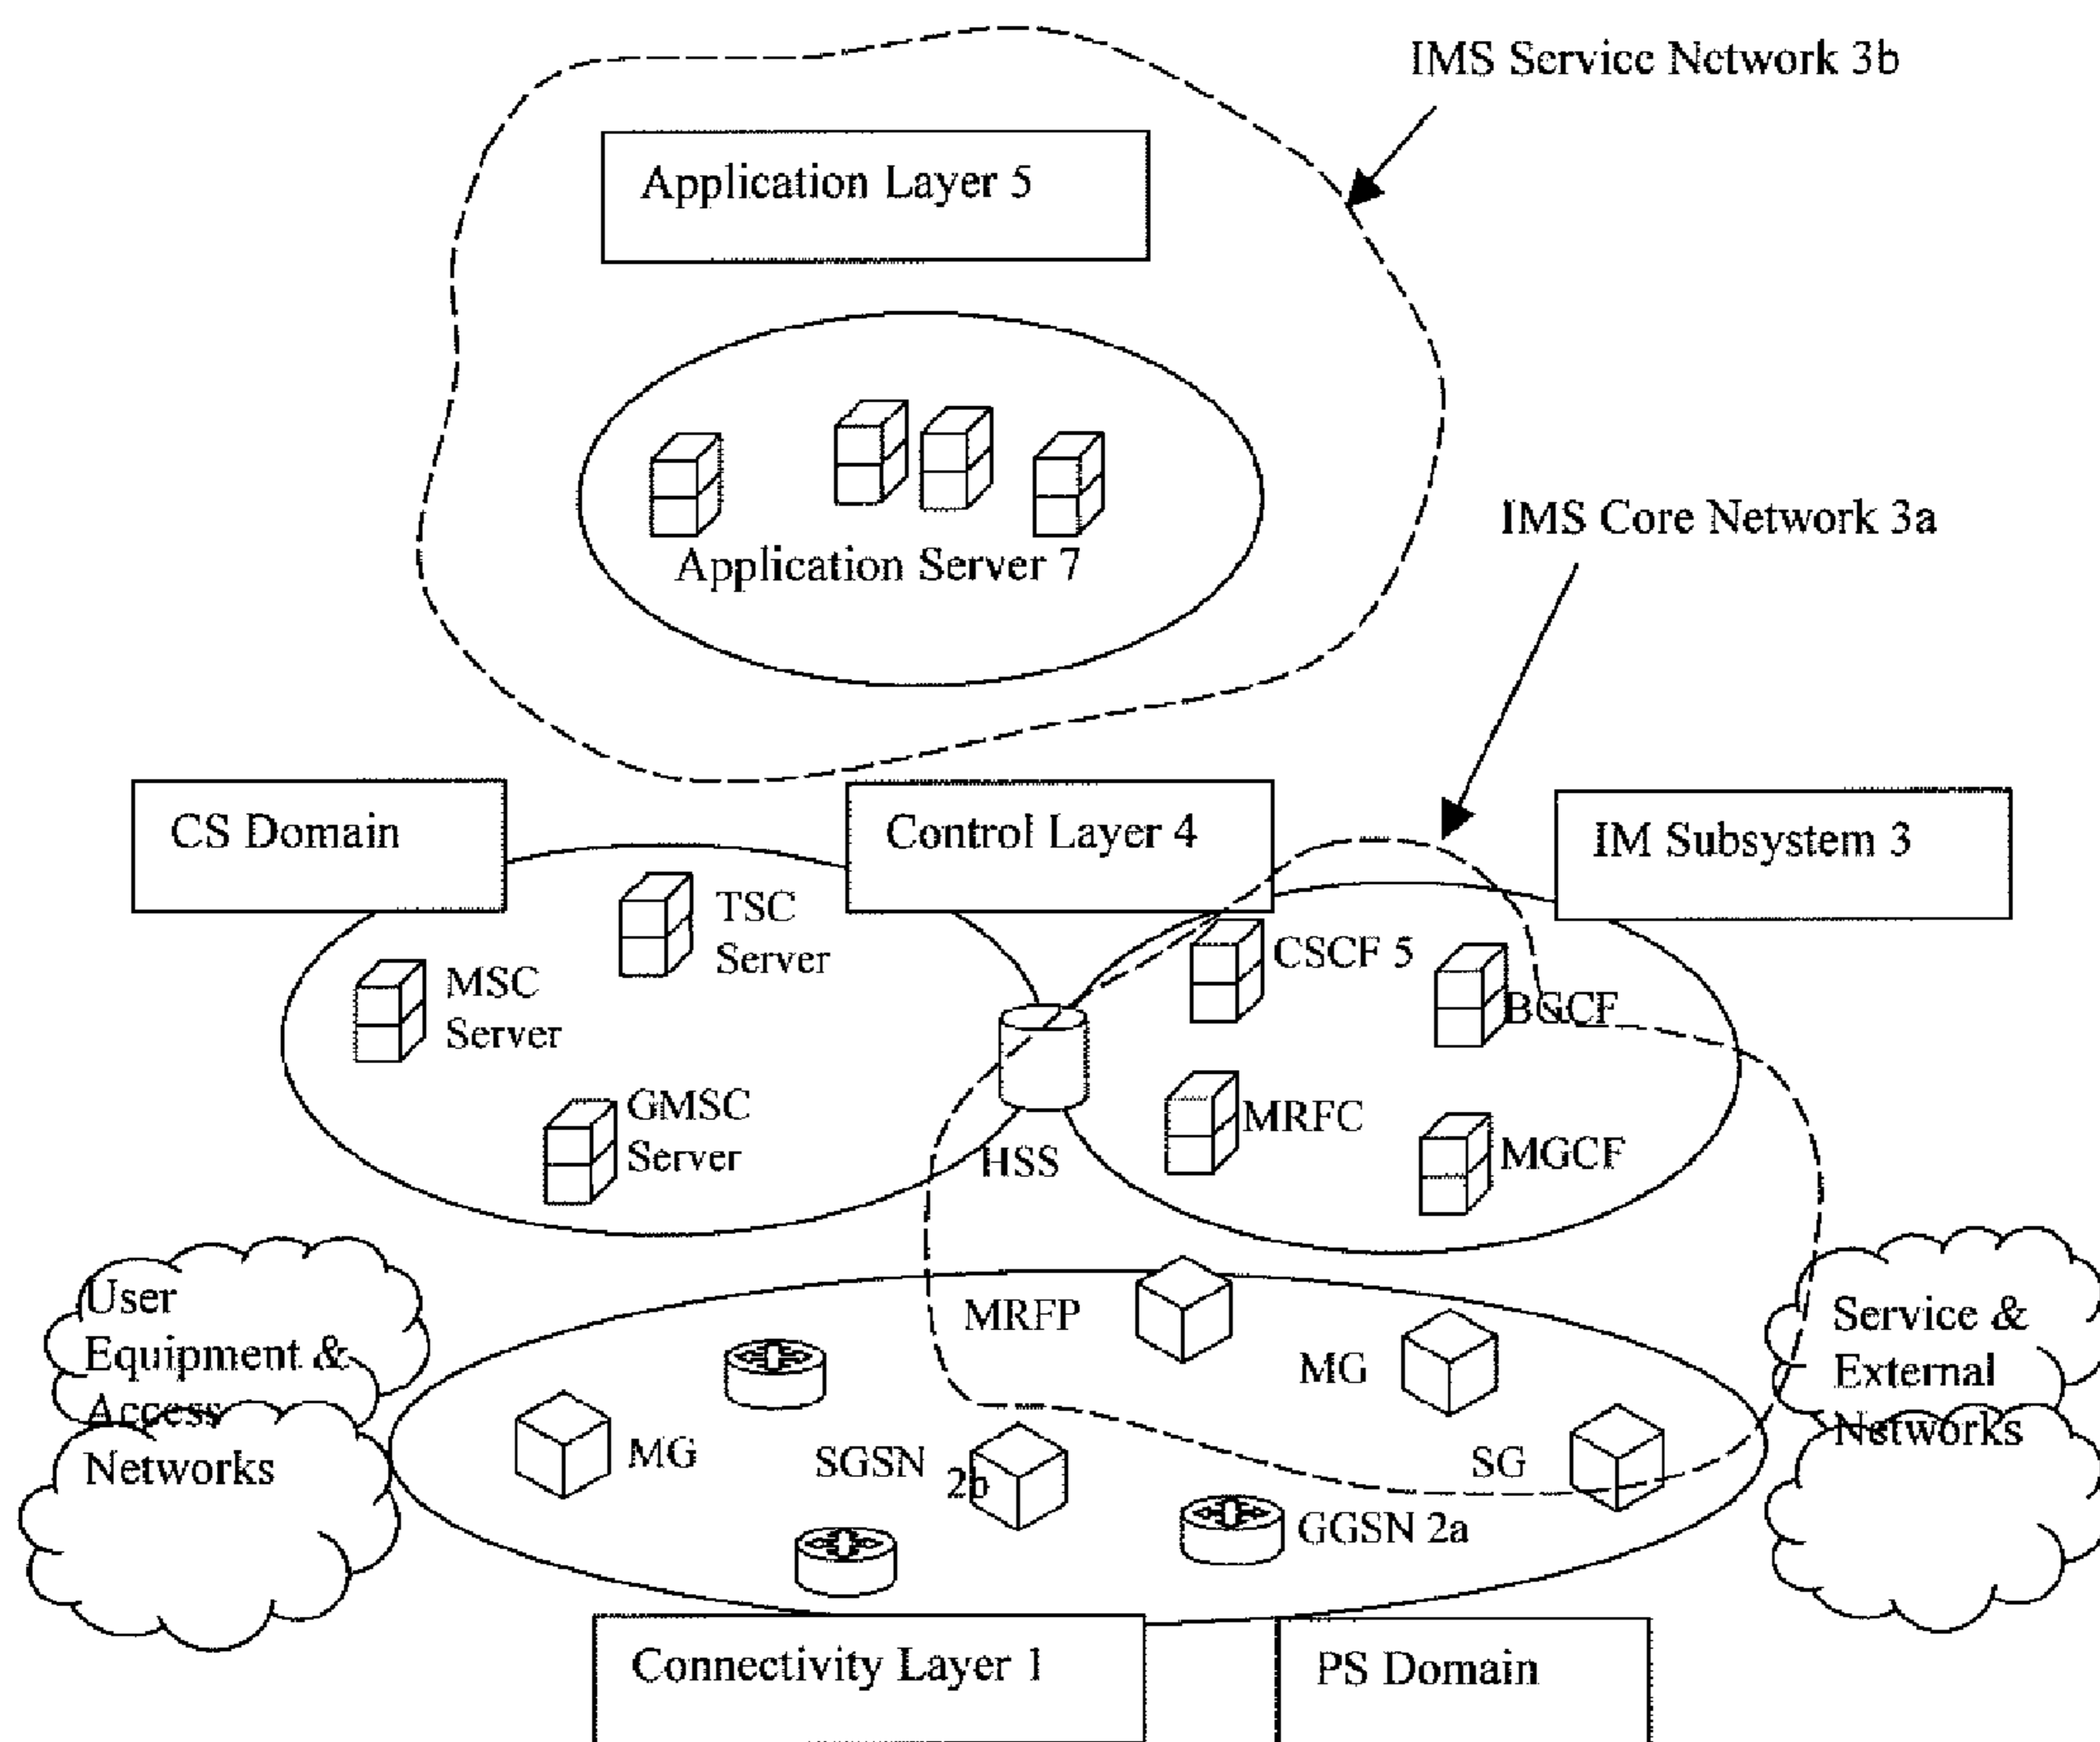 IMS Service Network 3b
Application Layer 5
Application Server 7
IMS Core Network 3a
CS Domain
Control Layer 4
IM Subsystem 3
TSC
Server
MSC
Server
GMSC
Server
HSS
CSCF 5
BGCF
MRFC
MGCF
User
Equipment &
Access
Networks
MRFP
MG
MG
SGSN
2b
SG
GGSN 2a
Service &
External
Networks
Connectivity Layer 1
PS Domain